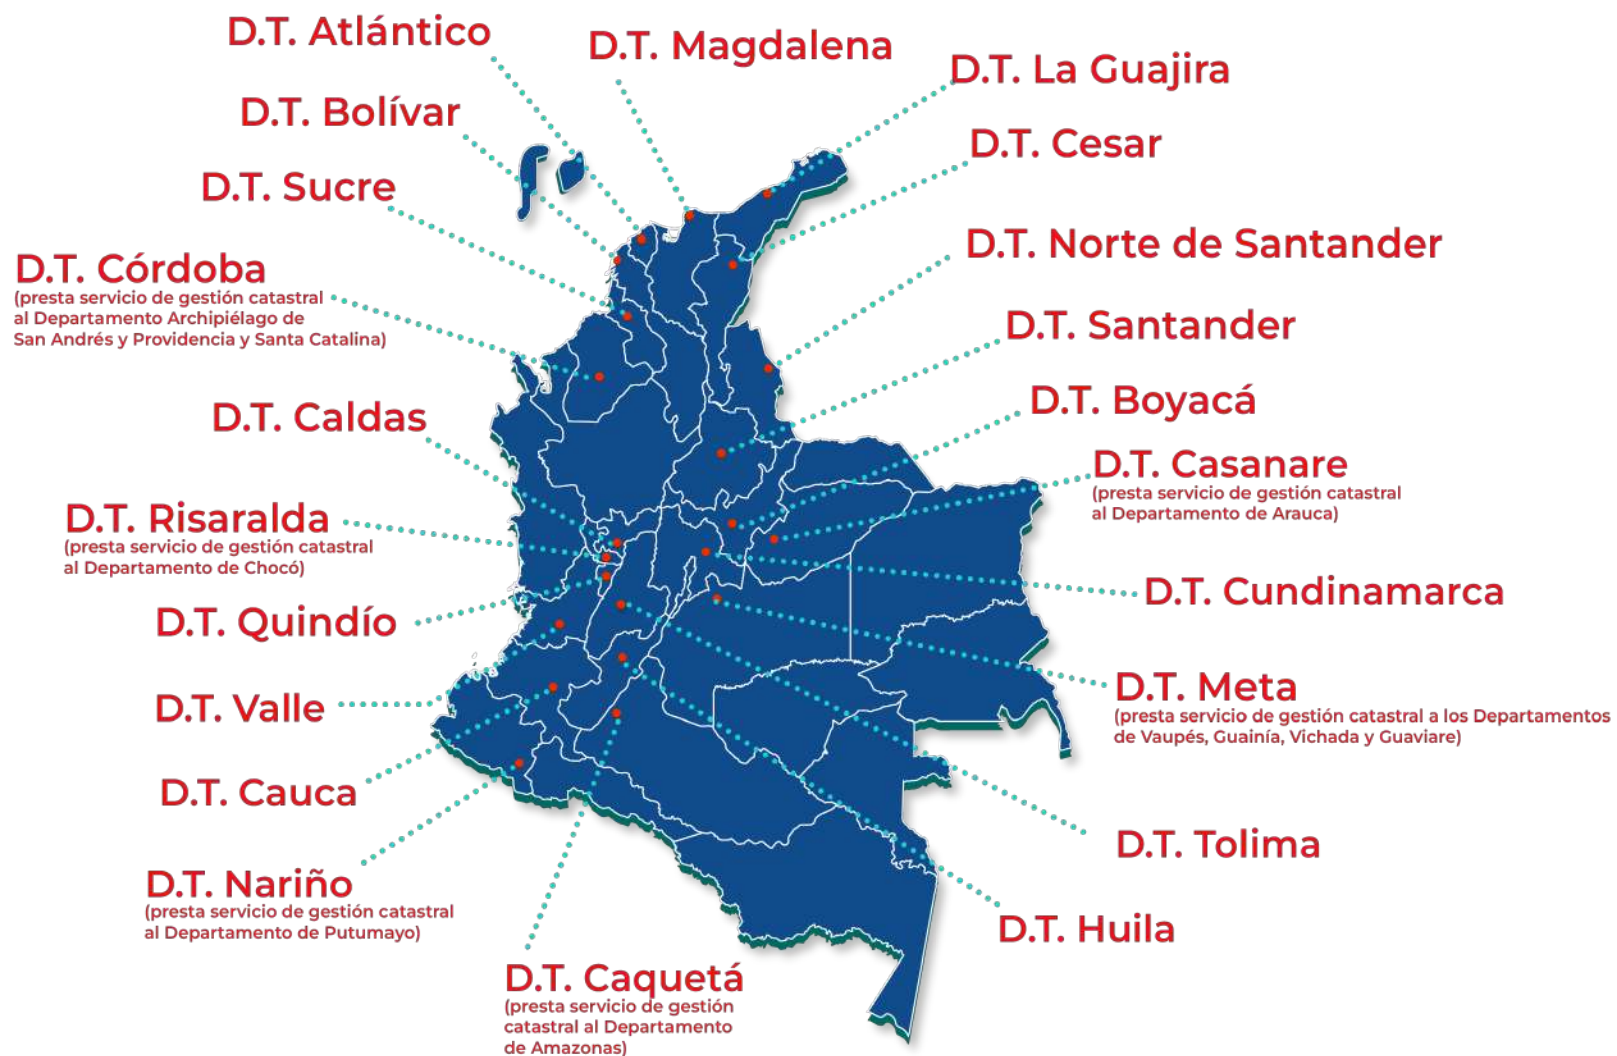 D.T. Atlántico
D.T. Magdalena
D.T. La Guajira
D.T. Bolívar
D.T. Cesar
D.T. Sucre
D.T. Norte de Santander
D.T. Córdoba
(presta servicio de gestión catastral
al Departamento Archipiélago de
San Andrés y Providencia y Santa Catalina)
D.T. Santander
D.T. Boyacá
D.T. Caldas
D.T. Casanare
(presta servicio de gestión catastral
al Departamento de Arauca)
D.T. Risaralda
(presta servicio de gestión catastral
al Departamento de Chocó)
D.T. Cundinamarca
D.T. Quindío
D.T. Meta
(presta servicio de gestión catastral a los Departamentos
de Vaupés, Guainía, Vichada y Guaviare)
D.T. Valle
D.T. Cauca
D.T. Tolima
D.T. Nariño
(presta servicio de gestión catastral
al Departamento de Putumayo)
D.T. Huila
D.T. Caquetá
(presta servicio de gestión
catastral al Departamento
de Amazonas)